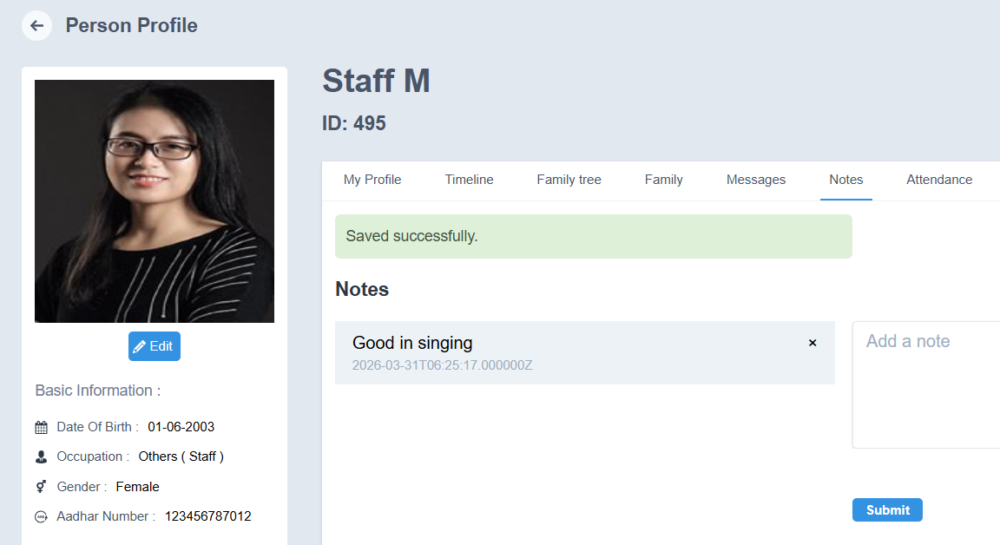 Person Profile
Staff M
ID: 495
My Profile Timeline Family tree Family Messages Notes Attendance
Saved successfully.
Notes
Good in singing ×
2026-03-31T06:25:17.000000Z
Add a note
Submit
Edit
Basic Information :
Date Of Birth : 01-06-2003
Occupation : Others ( Staff )
Gender : Female
Aadhar Number : 123456787012